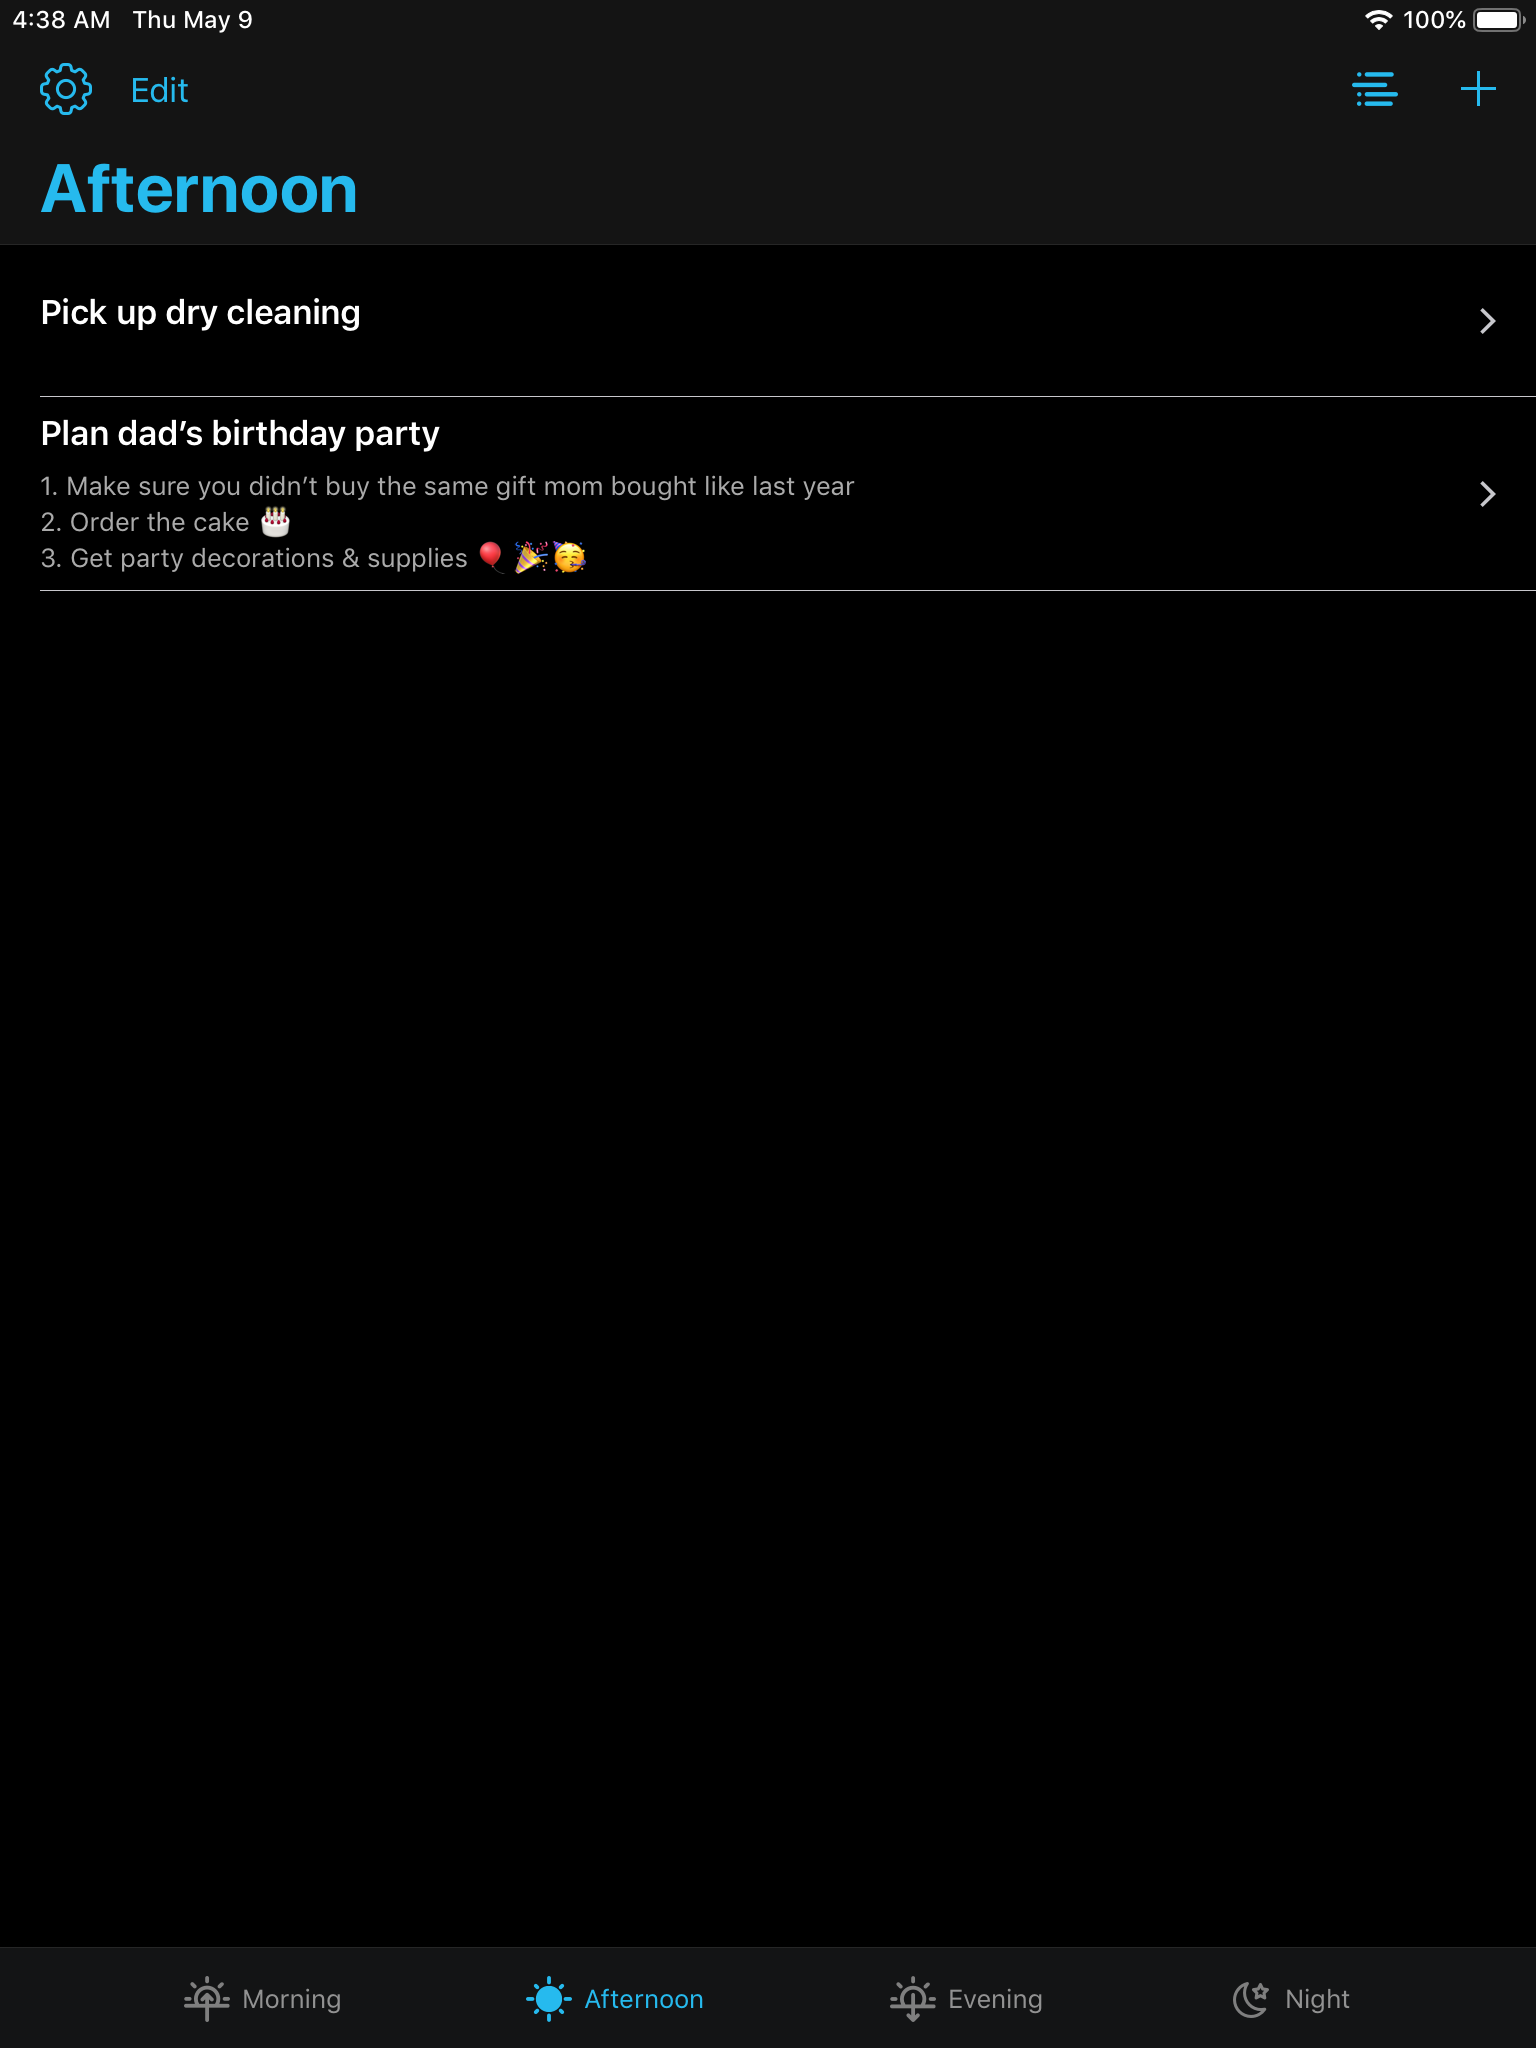 4:38 AM Thu May 9 100%
Edit
Afternoon
Pick up dry cleaning
Plan dad’s birthday party
1. Make sure you didn’t buy the same gift mom bought like last year
2. Order the cake 🎂
3. Get party decorations & supplies 🎈🎉🥳
Morning Afternoon Evening Night